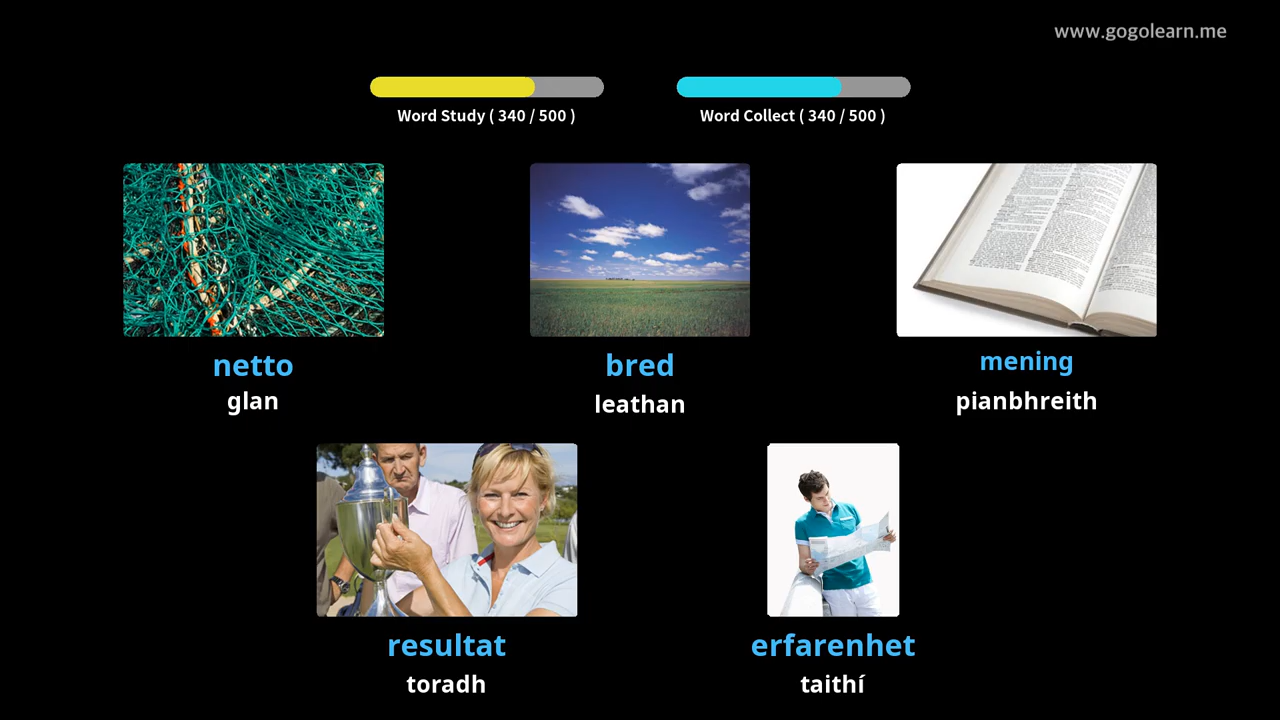 www.gogolearn.me
Word Study ( 340 / 500 )
Word Collect ( 340 / 500 )
netto
glan
bred
leathan
mening
pianbhreith
resultat
toradh
erfarenhet
taithí